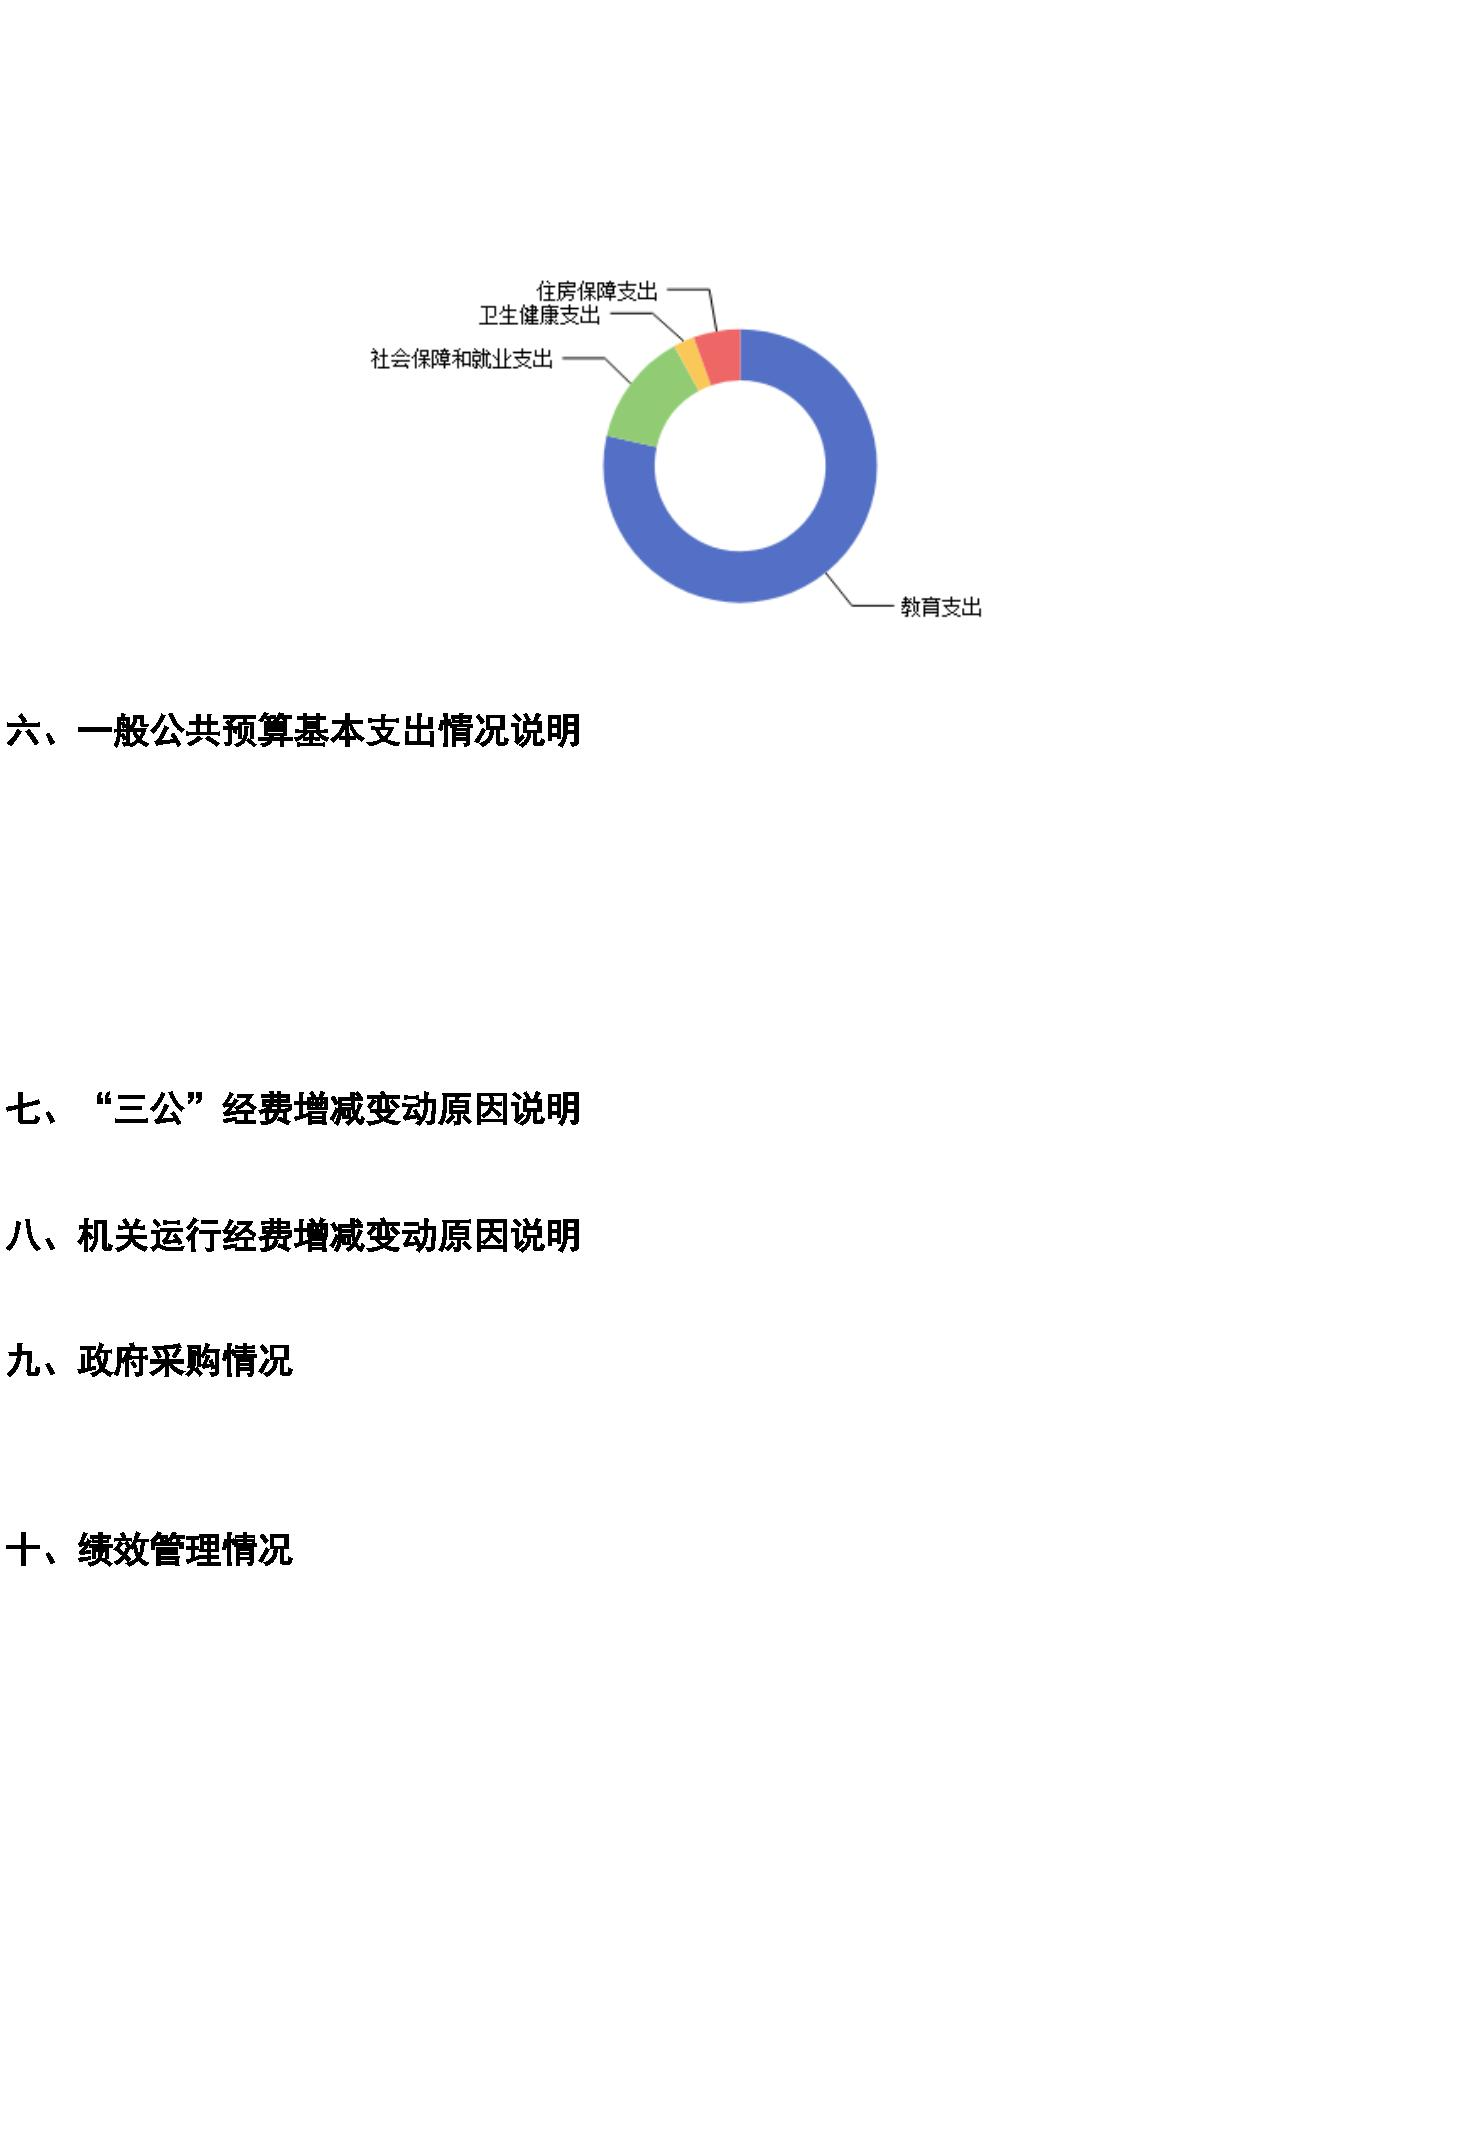 住房保障支出
卫生健康支出
社会保障和就业支出
教育支出
六、一般公共预算基本支出情况说明
七、“三公”经费增减变动原因说明
八、机关运行经费增减变动原因说明
九、政府采购情况
十、绩效管理情况